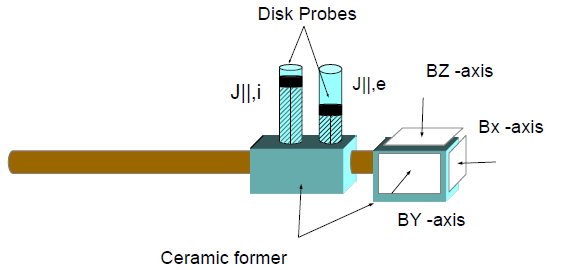 Disk Probes
J||,i
J||,e
BZ -axis
Bx -axis
BY -axis
Ceramic former